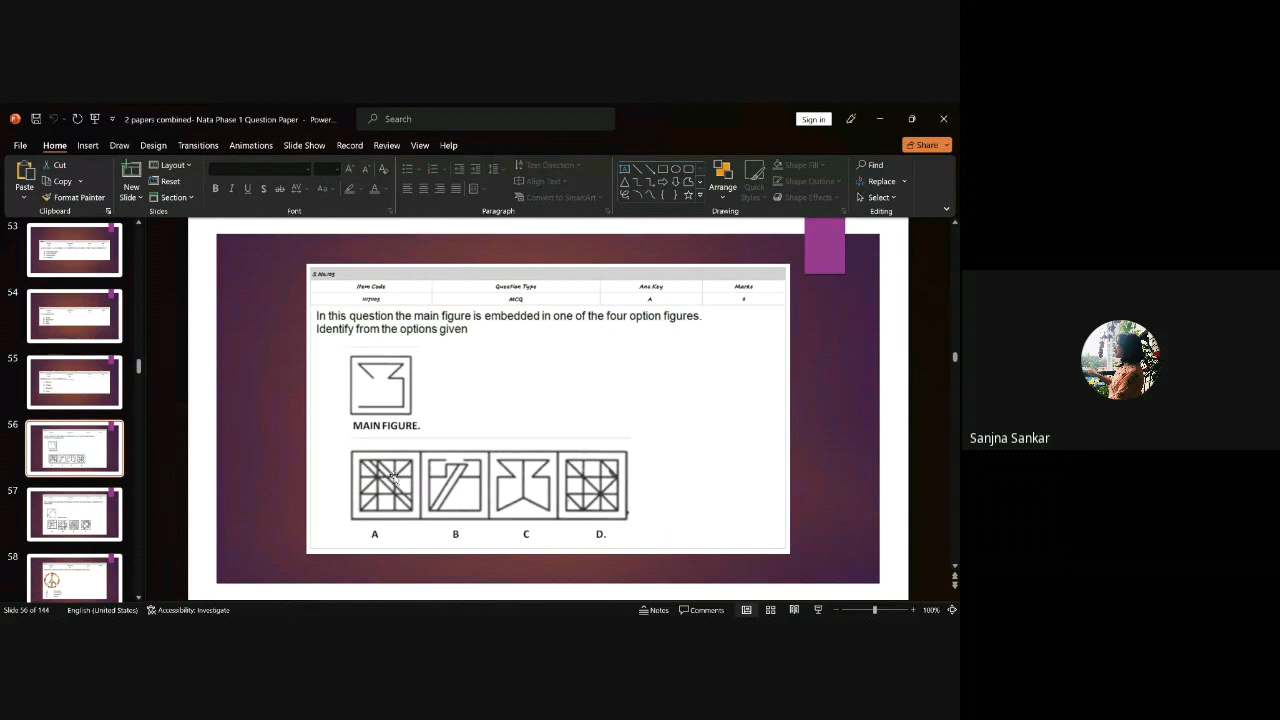 2 papers combined- Nata Phase 1 Question Paper - Power...
Search
Sign in
File Home Insert Draw Design Transitions Animations Slide Show Record Review View Help
Share
Paste
Cut
Copy
Format Painter
Clipboard
New
Slide
Layout
Reset
Section
Slides
Font
Text Direction
Align Text
Convert to SmartArt
Paragraph
Arrange
Quick
Styles
Shape Fill
Shape Outline
Shape Effects
Drawing
Find
Replace
Select
Editing
53
54
55
56
57
58
Item Code Question Type Ans Key Marks
MCQ A
In this question the main figure is embedded in one of the four option figures.
Identify from the options given
MAIN FIGURE.
A B C D.
Slide 56 of 144 English (United States) Accessibility: Investigate Notes Comments 100%
Sanjna Sankar